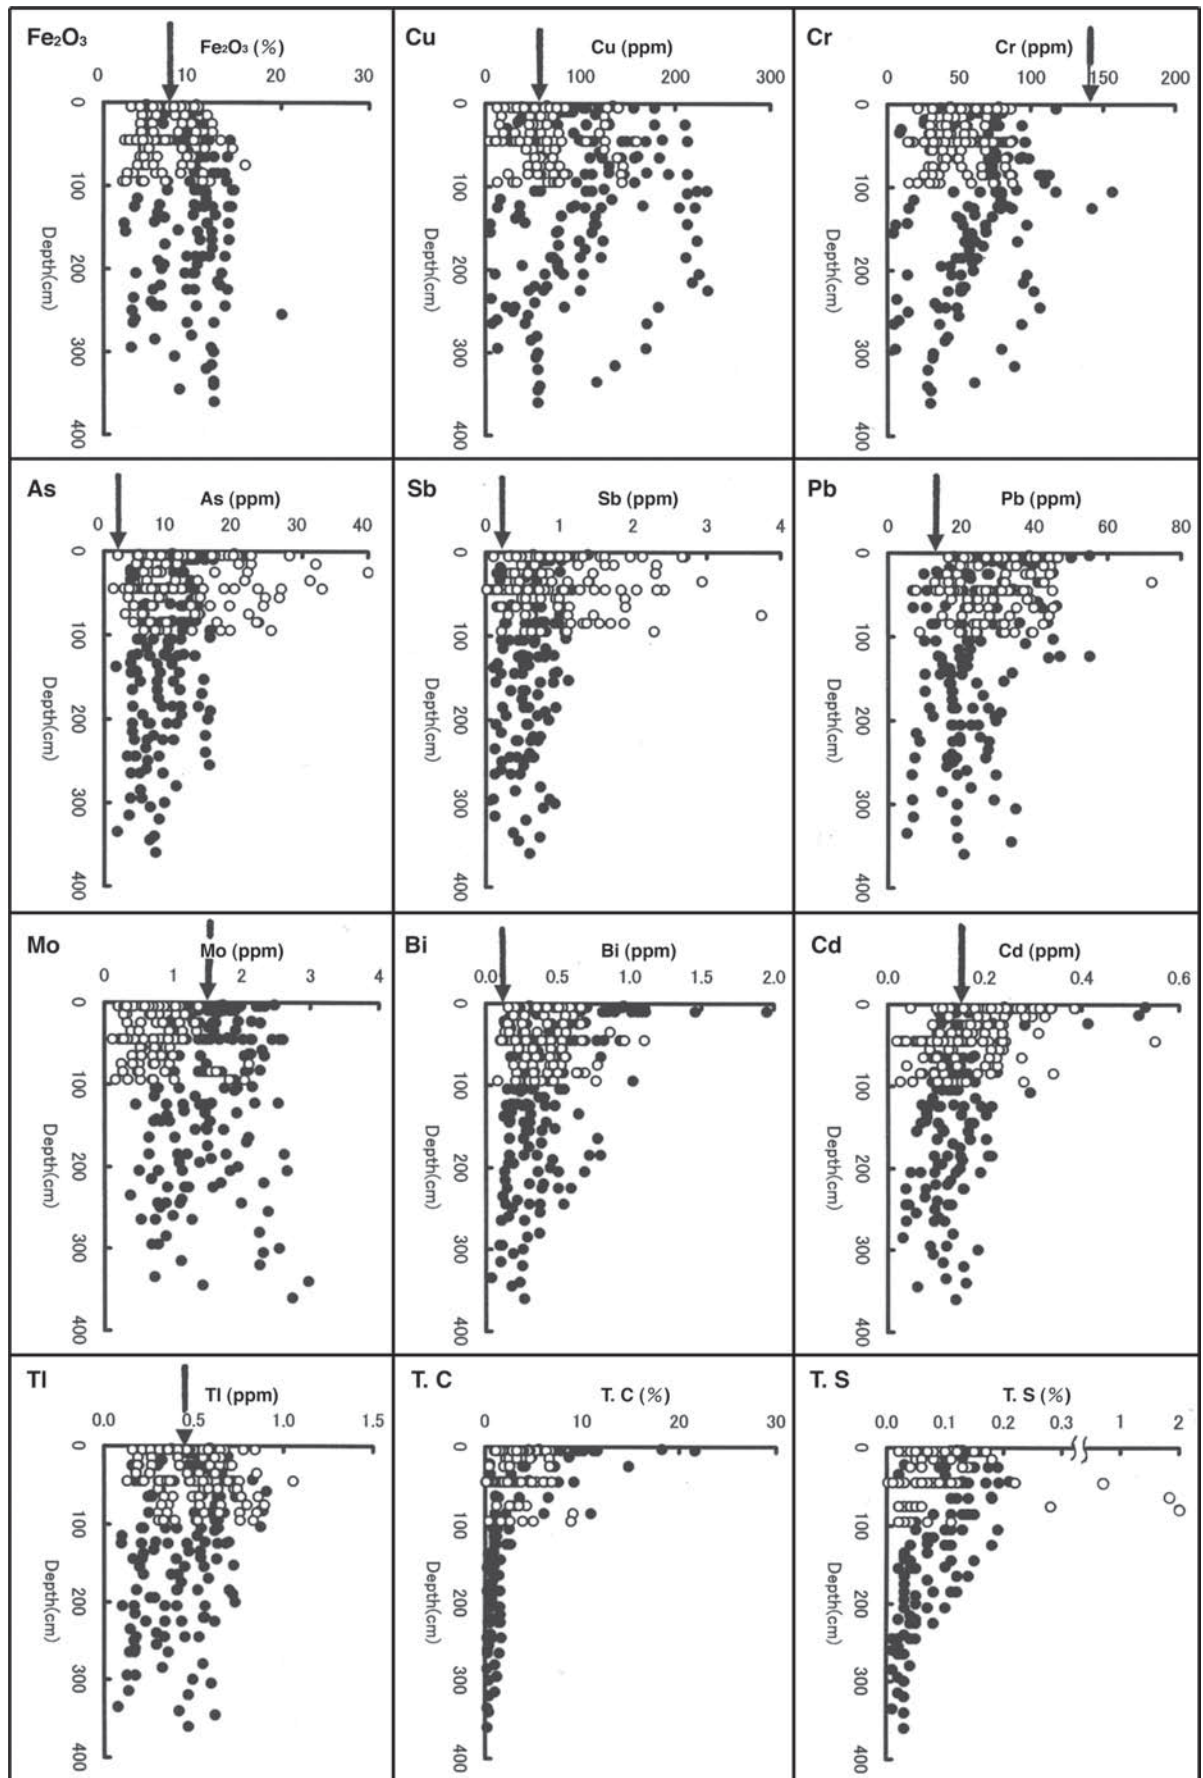 Fe₂O₃
Fe₂O₃ (%)
0 10 20 30
0
100
200
300
400
Depth(cm)
Cu
Cu (ppm)
0 100 200 300
0
100
200
300
400
Depth(cm)
Cr
Cr (ppm)
0 50 100 150 200
0
100
200
300
400
Depth(cm)
As
As (ppm)
0 10 20 30 40
0
100
200
300
400
Depth(cm)
Sb
Sb (ppm)
0 1 2 3 4
0
100
200
300
400
Depth(cm)
Pb
Pb (ppm)
0 20 40 60 80
0
100
200
300
400
Depth(cm)
Mo
Mo (ppm)
0 1 2 3 4
0
100
200
300
400
Depth(cm)
Bi
Bi (ppm)
0.0 0.5 1.0 1.5 2.0
0
100
200
300
400
Depth(cm)
Cd
Cd (ppm)
0.0 0.2 0.4 0.6
0
100
200
300
400
Depth(cm)
Tl
Tl (ppm)
0.0 0.5 1.0 1.5
0
100
200
300
400
Depth(cm)
T. C
T. C (%)
0 10 20 30
0
100
200
300
400
Depth(cm)
T. S
T. S (%)
0.0 0.1 0.2 0.3 1 2
0
100
200
300
400
Depth(cm)